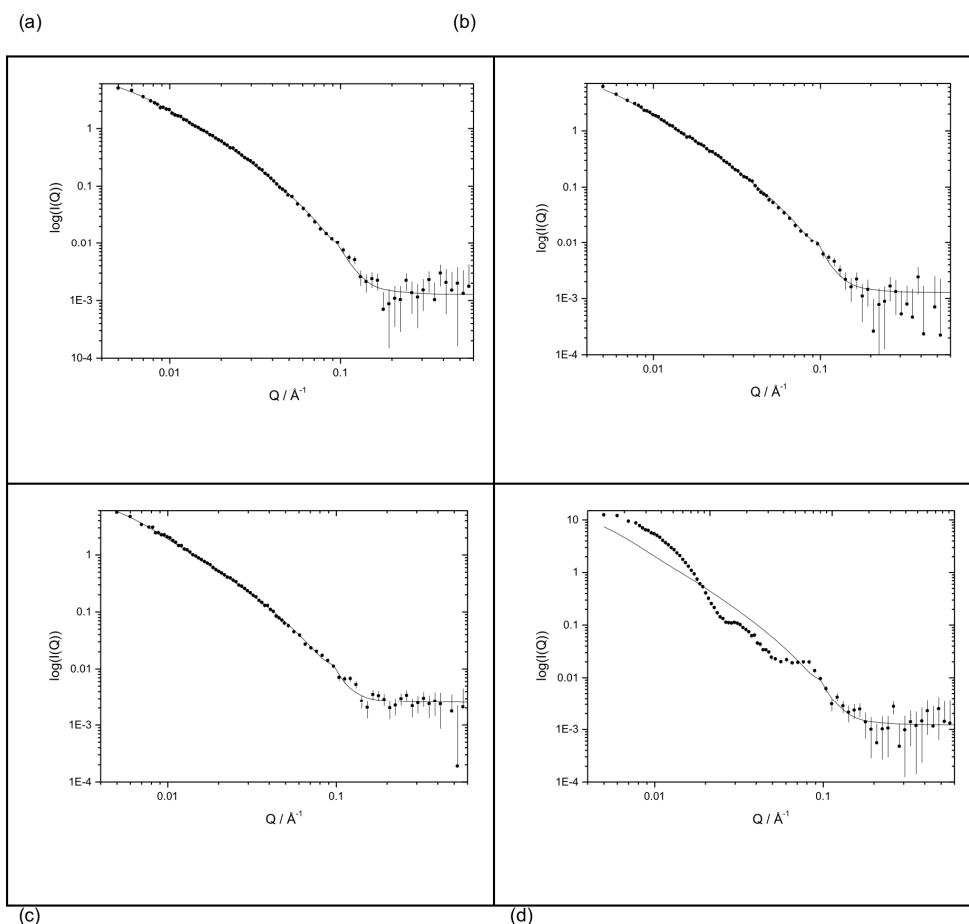 (a) (b)
1
0.1
0.01
1E-3
10-4
log(I(Q))
0.01 0.1
Q / Å⁻¹
1
0.1
0.01
1E-3
1E-4
log(I(Q))
0.01 0.1
Q / Å⁻¹
1
0.1
0.01
1E-3
1E-4
log(I(Q))
0.01 0.1
Q / Å⁻¹
10
1
0.1
0.01
1E-3
1E-4
log(I(Q))
0.01 0.1
Q / Å⁻¹
(c) (d)